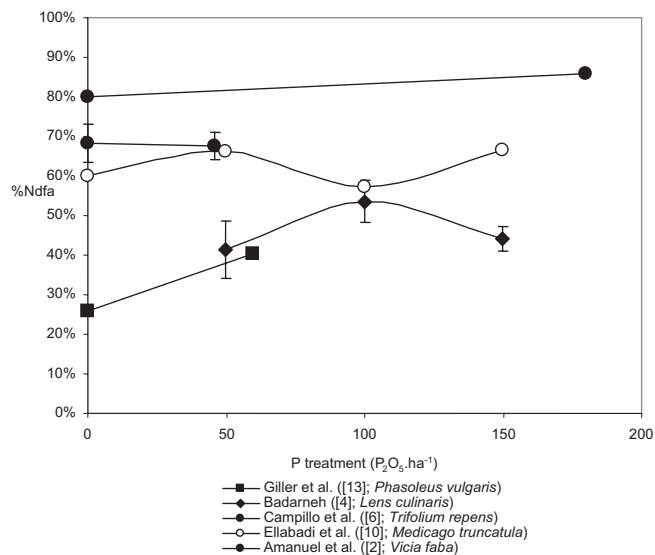 100%
90%
80%
70%
60%
%Ndfa
50%
40%
30%
20%
10%
0%
0 50 100 150 200
P treatment (P₂O₅.ha⁻¹)
Giller et al. ([13]; Phasoleus vulgaris)
Badarneh ([4]; Lens culinaris)
Campillo et al. ([6]; Trifolium repens)
Ellabadi et al. ([10]; Medicago truncatula)
Amanuel et al. ([2]; Vicia faba)